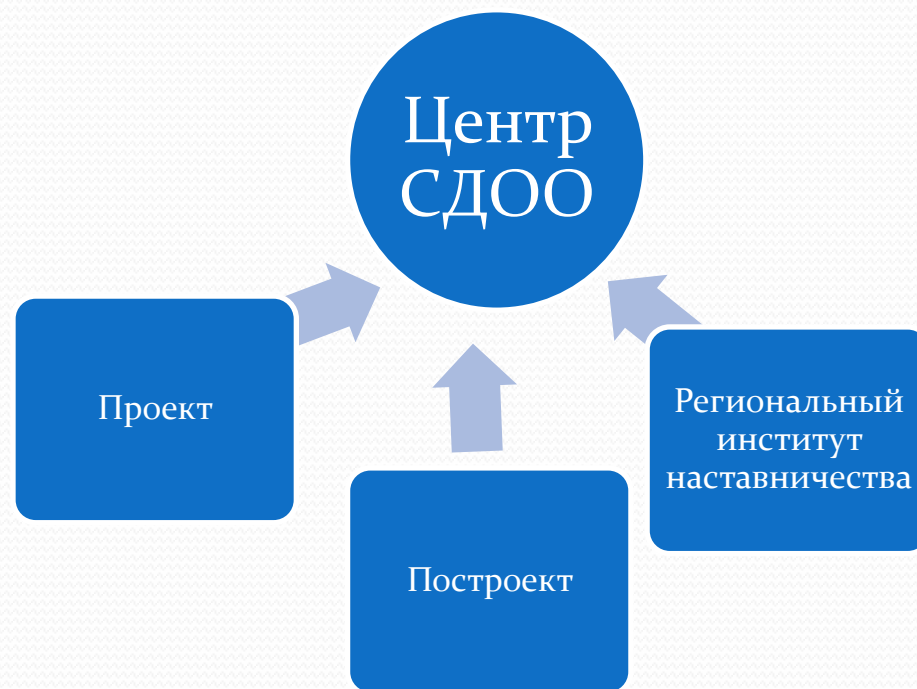 Центр
СДОО
Проект
Региональный
институт
наставничества
Построект